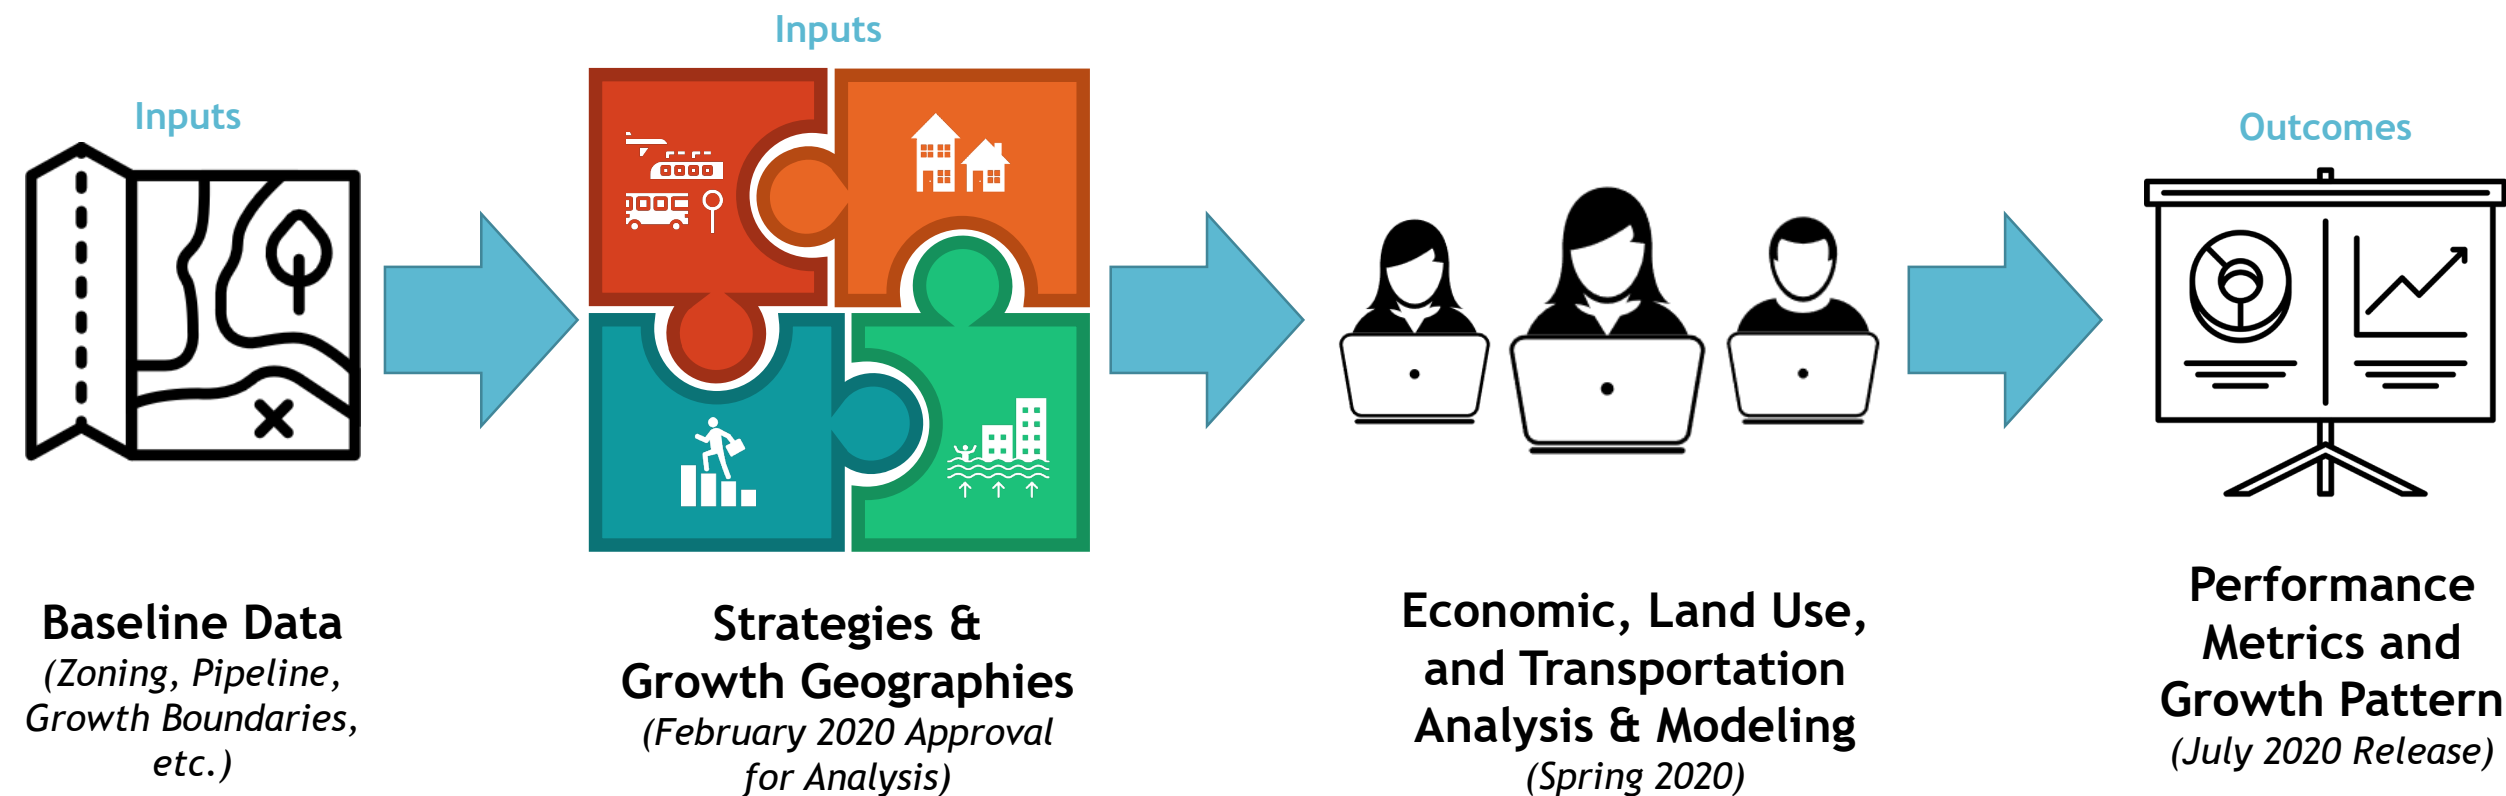 Inputs
Baseline Data
(Zoning, Pipeline,
Growth Boundaries,
etc.)
Inputs
Strategies &
Growth Geographies
(February 2020 Approval
for Analysis)
Economic, Land Use,
and Transportation
Analysis & Modeling
(Spring 2020)
Outcomes
Performance
Metrics and
Growth Pattern
(July 2020 Release)